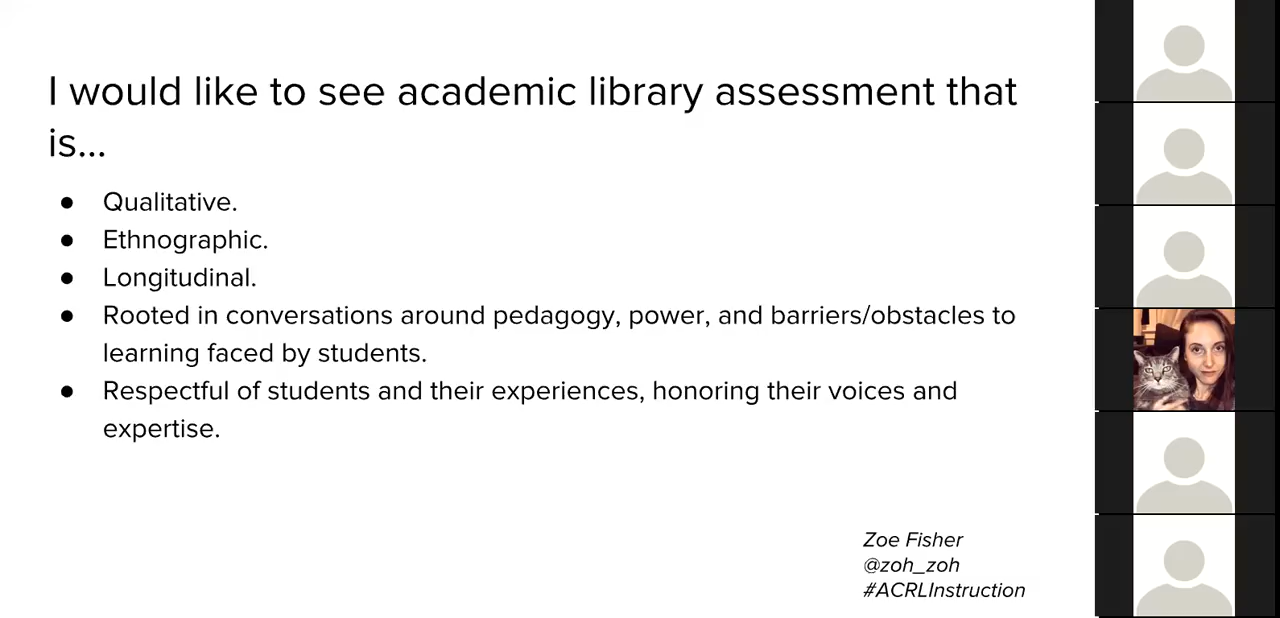 I would like to see academic library assessment that
is...
● Qualitative.
● Ethnographic.
● Longitudinal.
● Rooted in conversations around pedagogy, power, and barriers/obstacles to
learning faced by students.
● Respectful of students and their experiences, honoring their voices and
expertise.
Zoe Fisher
@zoh_zoh
#ACRLInstruction